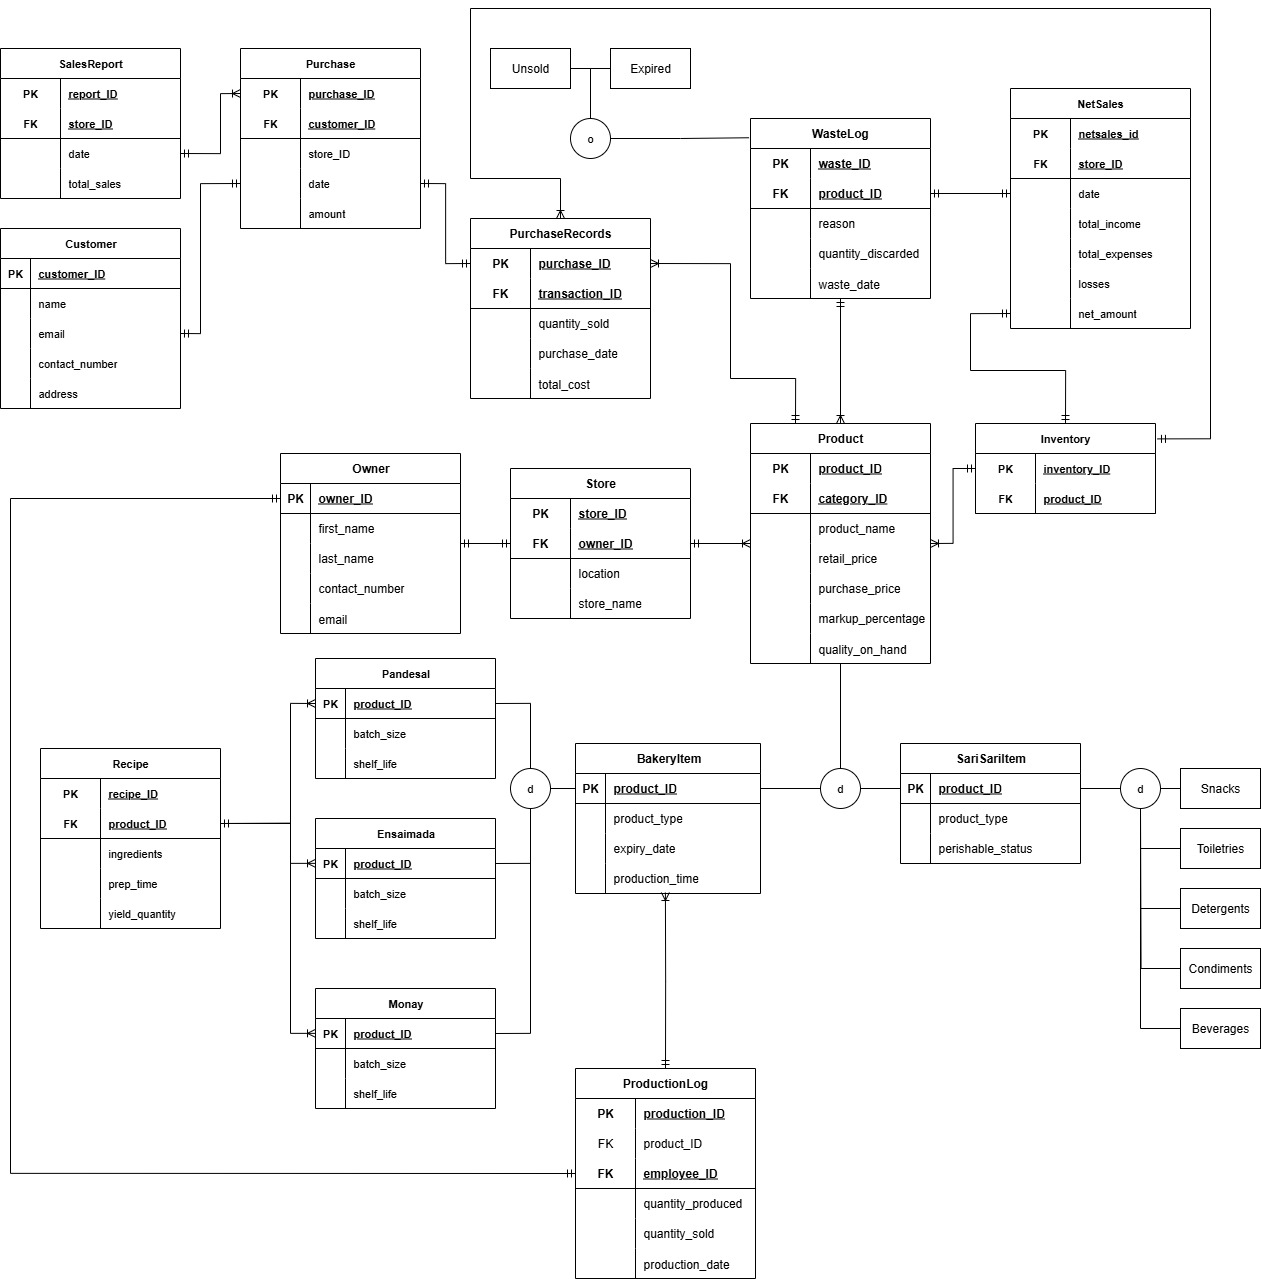 SalesReport
PK report_ID
FK store_ID
date
total_sales
Purchase
PK purchase_ID
FK customer_ID
store_ID
date
amount
Unsold
Expired
o
WasteLog
PK waste_ID
FK product_ID
reason
quantity_discarded
waste_date
NetSales
PK netsales_id
FK store_ID
date
total_income
total_expenses
losses
net_amount
Customer
PK customer_ID
name
email
contact_number
address
PurchaseRecords
PK purchase_ID
FK transaction_ID
quantity_sold
purchase_date
total_cost
Owner
PK owner_ID
first_name
last_name
contact_number
email
Store
PK store_ID
FK owner_ID
location
store_name
Product
PK product_ID
FK category_ID
product_name
retail_price
purchase_price
markup_percentage
quality_on_hand
Inventory
PK inventory_ID
FK product_ID
Recipe
PK recipe_ID
FK product_ID
ingredients
prep_time
yield_quantity
Pandesal
PK product_ID
batch_size
shelf_life
Ensaimada
PK product_ID
batch_size
shelf_life
Monay
PK product_ID
batch_size
shelf_life
d
BakeryItem
PK product_ID
product_type
expiry_date
production_time
d
SariSariItem
PK product_ID
product_type
perishable_status
d
Snacks
Toiletries
Detergents
Condiments
Beverages
ProductionLog
PK production_ID
FK product_ID
FK employee_ID
quantity_produced
quantity_sold
production_date